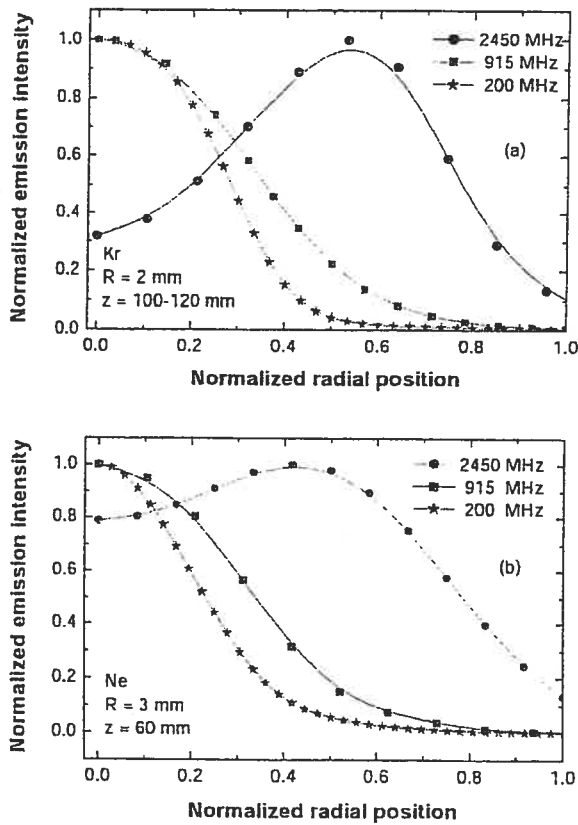 Normalized emission intensity
1.0
0.8
0.6
0.4
0.2
0.0
2450 MHz
915 MHz
200 MHz
(a)
Kr
R = 2 mm
z = 100-120 mm
0.0 0.2 0.4 0.6 0.8 1.0
Normalized radial position
Normalized emission intensity
1.0
0.8
0.6
0.4
0.2
0.0
2450 MHz
915 MHz
200 MHz
(b)
Ne
R = 3 mm
z = 60 mm
0.0 0.2 0.4 0.6 0.8 1.0
Normalized radial position